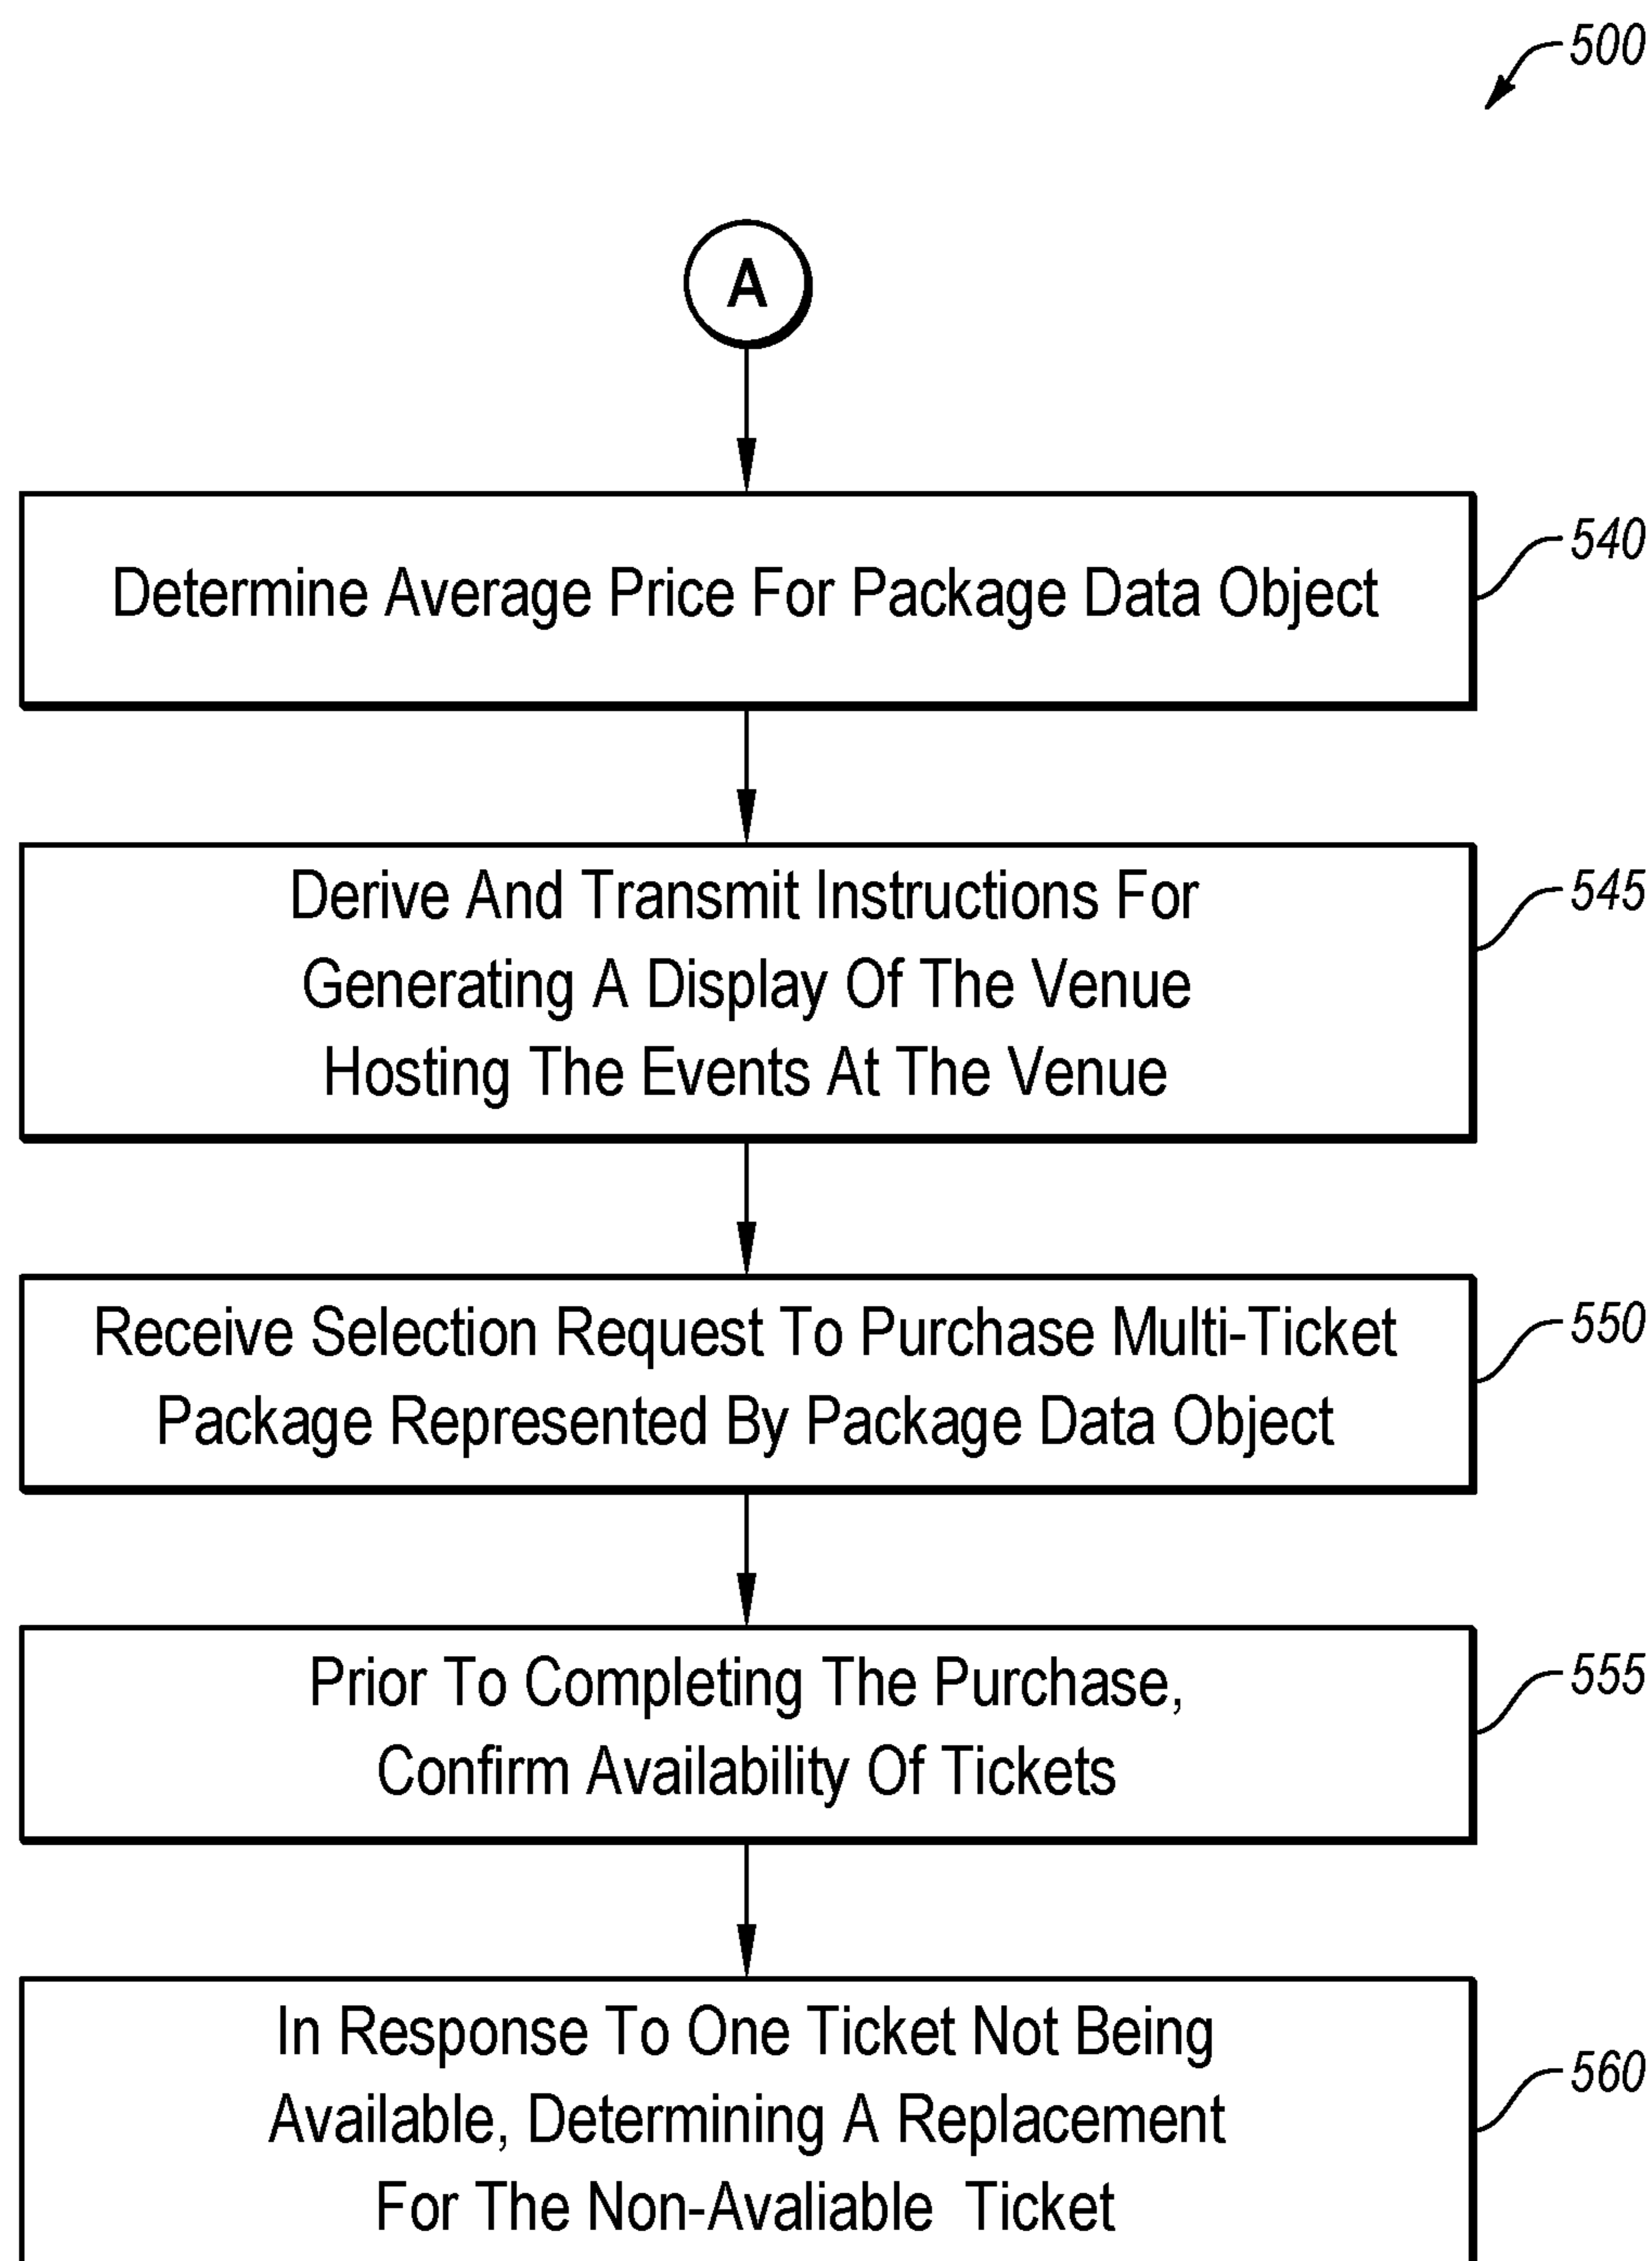 500
A
Determine Average Price For Package Data Object
540
Derive And Transmit Instructions For
Generating A Display Of The Venue
Hosting The Events At The Venue
545
Receive Selection Request To Purchase Multi-Ticket
Package Represented By Package Data Object
550
Prior To Completing The Purchase,
Confirm Availability Of Tickets
555
In Response To One Ticket Not Being
Available, Determining A Replacement
For The Non-Avaliable Ticket
560